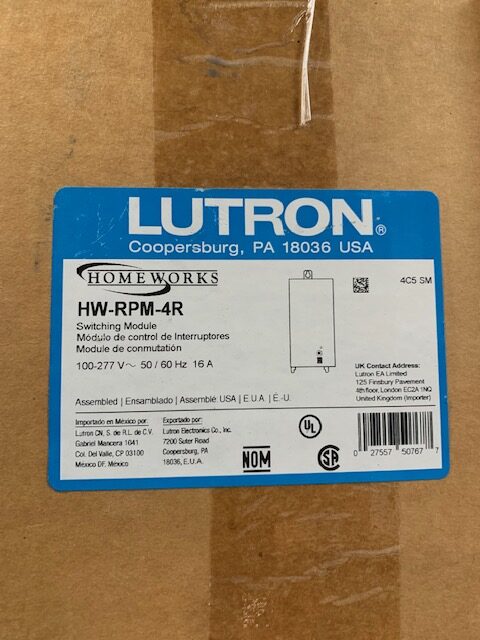 LUTRON®
Coopersburg, PA 18036 USA
HOMEWORKS
4C5 SM
HW-RPM-4R
Switching Module
Módulo de control de Interruptores
Module de conmutation
100-277 V~ 50 / 60 Hz 16 A
UK Contact Address:
Lutron EA Limited
125 Finsbury Pavement
4th floor, London EC2A 1NQ
United Kingdom (Importer)
Assembled | Ensamblado | Assemblé: USA | E.U.A. | É.-U.
Importado en México por:
Lutron CN, S. de R.L. de C.V.
Gabriel Mancera 1041
Col. Del Valle, CP 03100
México DF, México
Exportado por:
Lutron Electronics Co., Inc.
7200 Suter Road
Coopersburg, PA
18036, E.U.A.
UL
NOM
SA
0 27557 50767 7